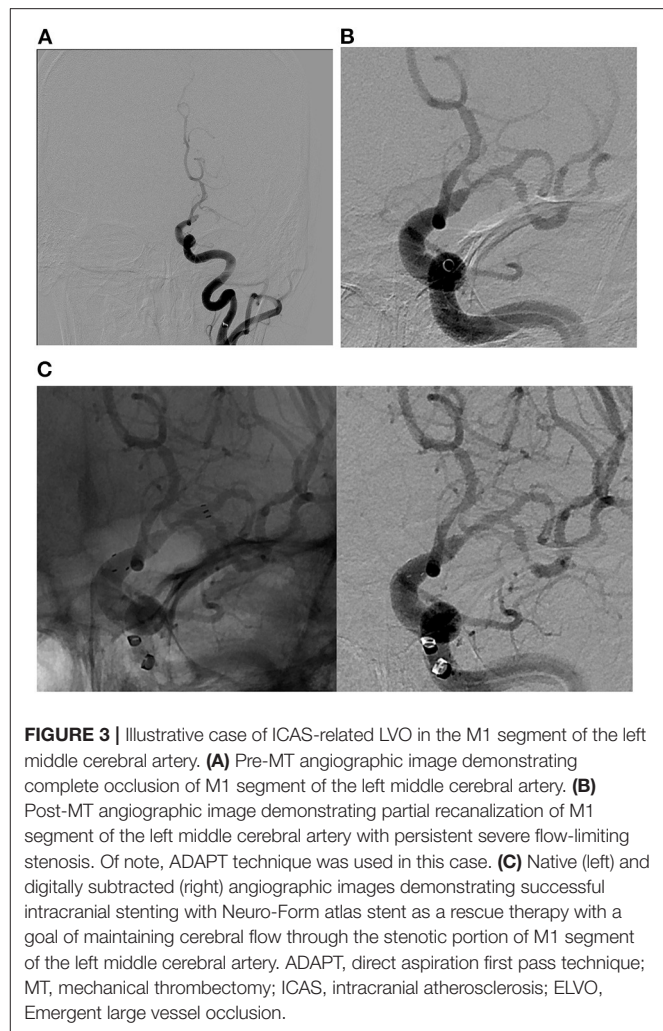 A
B
C
FIGURE 3 | Illustrative case of ICAS-related LVO in the M1 segment of the left
middle cerebral artery. (A) Pre-MT angiographic image demonstrating
complete occlusion of M1 segment of the left middle cerebral artery. (B)
Post-MT angiographic image demonstrating partial recanalization of M1
segment of the left middle cerebral artery with persistent severe flow-limiting
stenosis. Of note, ADAPT technique was used in this case. (C) Native (left) and
digitally subtracted (right) angiographic images demonstrating successful
intracranial stenting with Neuro-Form atlas stent as a rescue therapy with a
goal of maintaining cerebral flow through the stenotic portion of M1 segment
of the left middle cerebral artery. ADAPT, direct aspiration first pass technique;
MT, mechanical thrombectomy; ICAS, intracranial atherosclerosis; ELVO,
Emergent large vessel occlusion.